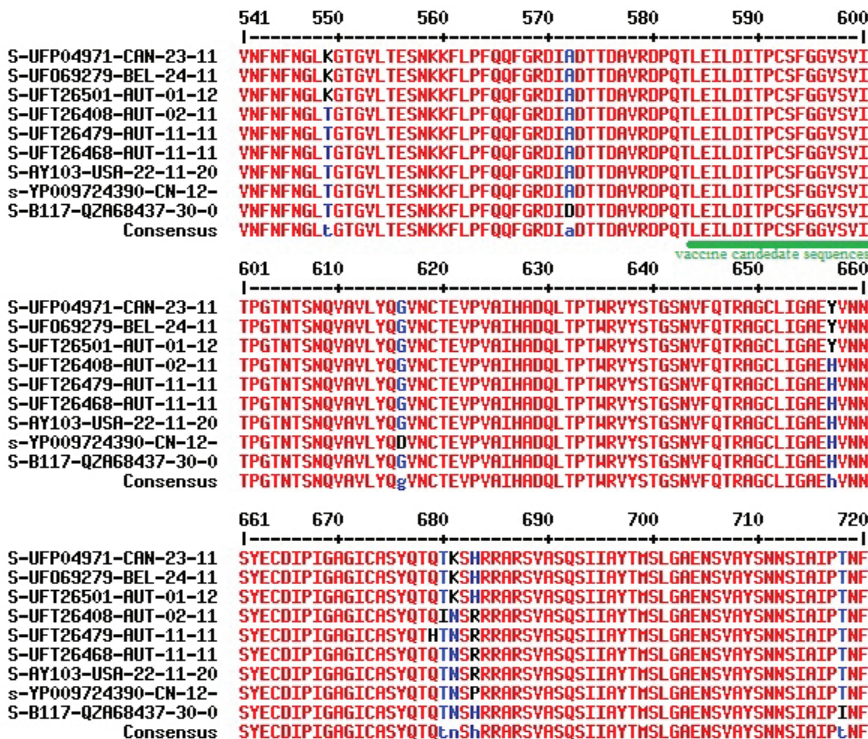 541 550 560 570 580 590 600
|--------+---------+---------+---------+---------+---------|
S-UFP04971-CAN-23-11 VNFNFNGLKGTGVLTESNKKFLPFQQFGRDIADTTDAVRDPQTLEILDITPCSFGGVSVI
S-UFO69279-BEL-24-11 VNFNFNGLKGTGVLTESNKKFLPFQQFGRDIADTTDAVRDPQTLEILDITPCSFGGVSVI
S-UFT26501-AUT-01-12 VNFNFNGLKGTGVLTESNKKFLPFQQFGRDIADTTDAVRDPQTLEILDITPCSFGGVSVI
S-UFT26408-AUT-02-11 VNFNFNGLTGTGVLTESNKKFLPFQQFGRDIADTTDAVRDPQTLEILDITPCSFGGVSVI
S-UFT26479-AUT-11-11 VNFNFNGLTGTGVLTESNKKFLPFQQFGRDIADTTDAVRDPQTLEILDITPCSFGGVSVI
S-UFT26468-AUT-11-11 VNFNFNGLTGTGVLTESNKKFLPFQQFGRDIADTTDAVRDPQTLEILDITPCSFGGVSVI
S-AY103-USA-22-11-20 VNFNFNGLTGTGVLTESNKKFLPFQQFGRDIADTTDAVRDPQTLEILDITPCSFGGVSVI
s-YP009724390-CN-12- VNFNFNGLTGTGVLTESNKKFLPFQQFGRDIADTTDAVRDPQTLEILDITPCSFGGVSVI
S-B117-QZA68437-30-0 VNFNFNGLTGTGVLTESNKKFLPFQQFGRDIDDTTDAVRDPQTLEILDITPCSFGGVSVI
Consensus VNFNFNGLtGTGVLTESNKKFLPFQQFGRDIaDTTDAVRDPQTLEILDITPCSFGGVSVI
vaccine candedate sequences
601 610 620 630 640 650 660
|--------+---------+---------+---------+---------+---------|
S-UFP04971-CAN-23-11 TPGTNTSNQVAVLYQGVNCTEVPVAIHADQLTPTWRVYSTGSNVFQTRAGCLIGAEYVNN
S-UFO69279-BEL-24-11 TPGTNTSNQVAVLYQGVNCTEVPVAIHADQLTPTWRVYSTGSNVFQTRAGCLIGAEYVNN
S-UFT26501-AUT-01-12 TPGTNTSNQVAVLYQGVNCTEVPVAIHADQLTPTWRVYSTGSNVFQTRAGCLIGAEYVNN
S-UFT26408-AUT-02-11 TPGTNTSNQVAVLYQGVNCTEVPVAIHADQLTPTWRVYSTGSNVFQTRAGCLIGAEHVNN
S-UFT26479-AUT-11-11 TPGTNTSNQVAVLYQGVNCTEVPVAIHADQLTPTWRVYSTGSNVFQTRAGCLIGAEHVNN
S-UFT26468-AUT-11-11 TPGTNTSNQVAVLYQGVNCTEVPVAIHADQLTPTWRVYSTGSNVFQTRAGCLIGAEHVNN
S-AY103-USA-22-11-20 TPGTNTSNQVAVLYQGVNCTEVPVAIHADQLTPTWRVYSTGSNVFQTRAGCLIGAEHVNN
s-YP009724390-CN-12- TPGTNTSNQVAVLYQDVNCTEVPVAIHADQLTPTWRVYSTGSNVFQTRAGCLIGAEHVNN
S-B117-QZA68437-30-0 TPGTNTSNQVAVLYQGVNCTEVPVAIHADQLTPTWRVYSTGSNVFQTRAGCLIGAEHVNN
Consensus TPGTNTSNQVAVLYQgVNCTEVPVAIHADQLTPTWRVYSTGSNVFQTRAGCLIGAEhVNN
661 670 680 690 700 710 720
|--------+---------+---------+---------+---------+---------|
S-UFP04971-CAN-23-11 SYECDIPIGAGICASYQTQTKSHRRARSVASQSIIAYTMSLGAENSVAYSNNSIAIPTNF
S-UFO69279-BEL-24-11 SYECDIPIGAGICASYQTQTKSHRRARSVASQSIIAYTMSLGAENSVAYSNNSIAIPTNF
S-UFT26501-AUT-01-12 SYECDIPIGAGICASYQTQTKSHRRARSVASQSIIAYTMSLGAENSVAYSNNSIAIPTNF
S-UFT26408-AUT-02-11 SYECDIPIGAGICASYQTQINSRRRARSVASQSIIAYTMSLGAENSVAYSNNSIAIPTNF
S-UFT26479-AUT-11-11 SYECDIPIGAGICASYQTHTNSRRRARSVASQSIIAYTMSLGAENSVAYSNNSIAIPTNF
S-UFT26468-AUT-11-11 SYECDIPIGAGICASYQTQTNSRRRARSVASQSIIAYTMSLGAENSVAYSNNSIAIPTNF
S-AY103-USA-22-11-20 SYECDIPIGAGICASYQTQTNSRRRARSVASQSIIAYTMSLGAENSVAYSNNSIAIPTNF
s-YP009724390-CN-12- SYECDIPIGAGICASYQTQTNSPRRARSVASQSIIAYTMSLGAENSVAYSNNSIAIPTNF
S-B117-QZA68437-30-0 SYECDIPIGAGICASYQTQTNSHRRARSVASQSIIAYTMSLGAENSVAYSNNSIAIPINF
Consensus SYECDIPIGAGICASYQTQtnShRRARSVASQSIIAYTMSLGAENSVAYSNNSIAIPtNF